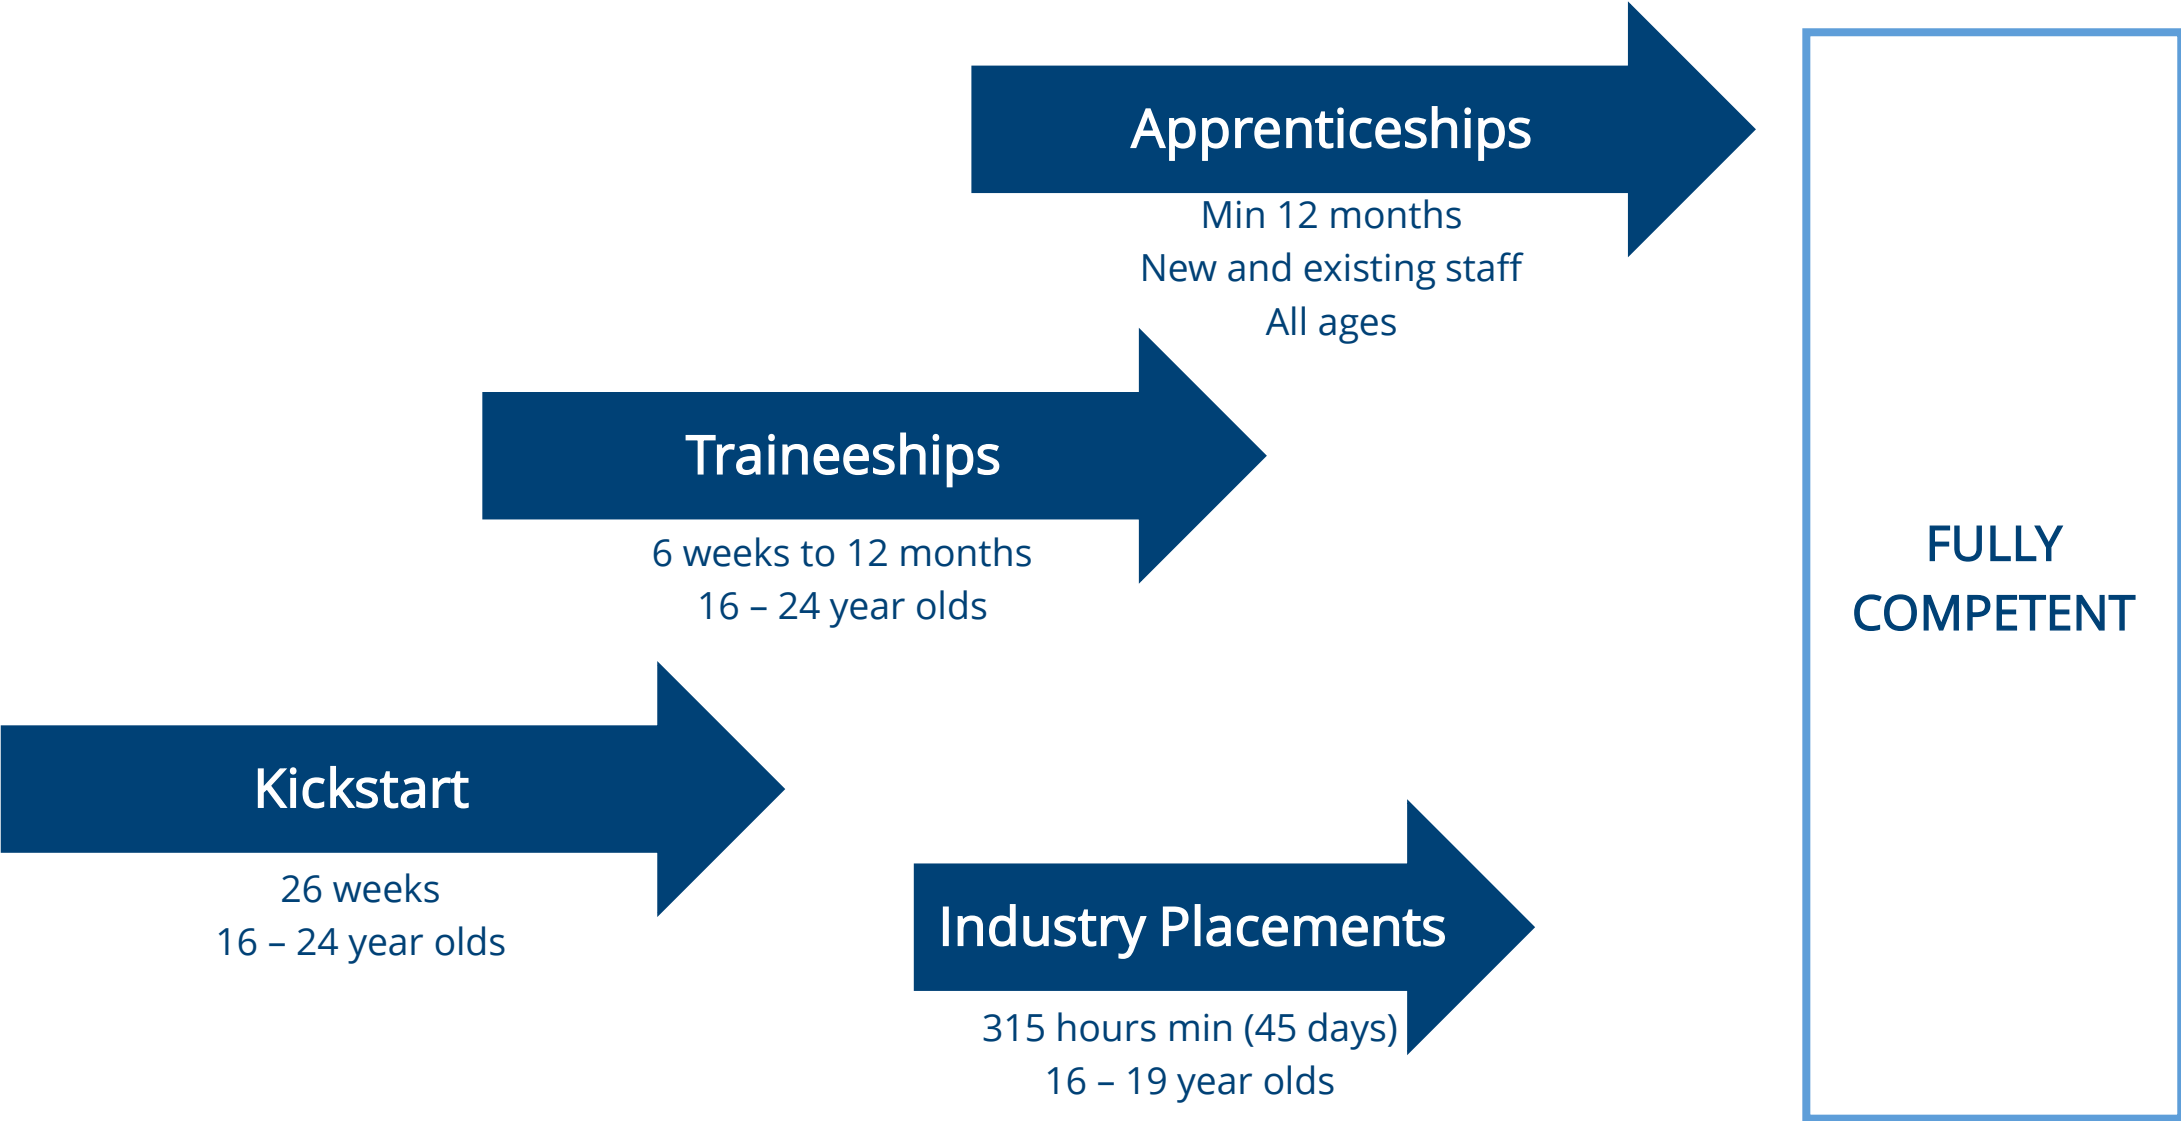 Apprenticeships
Min 12 months
New and existing staff
All ages
Traineeships
6 weeks to 12 months
16 – 24 year olds
Kickstart
26 weeks
16 – 24 year olds
Industry Placements
315 hours min (45 days)
16 – 19 year olds
FULLY
COMPETENT